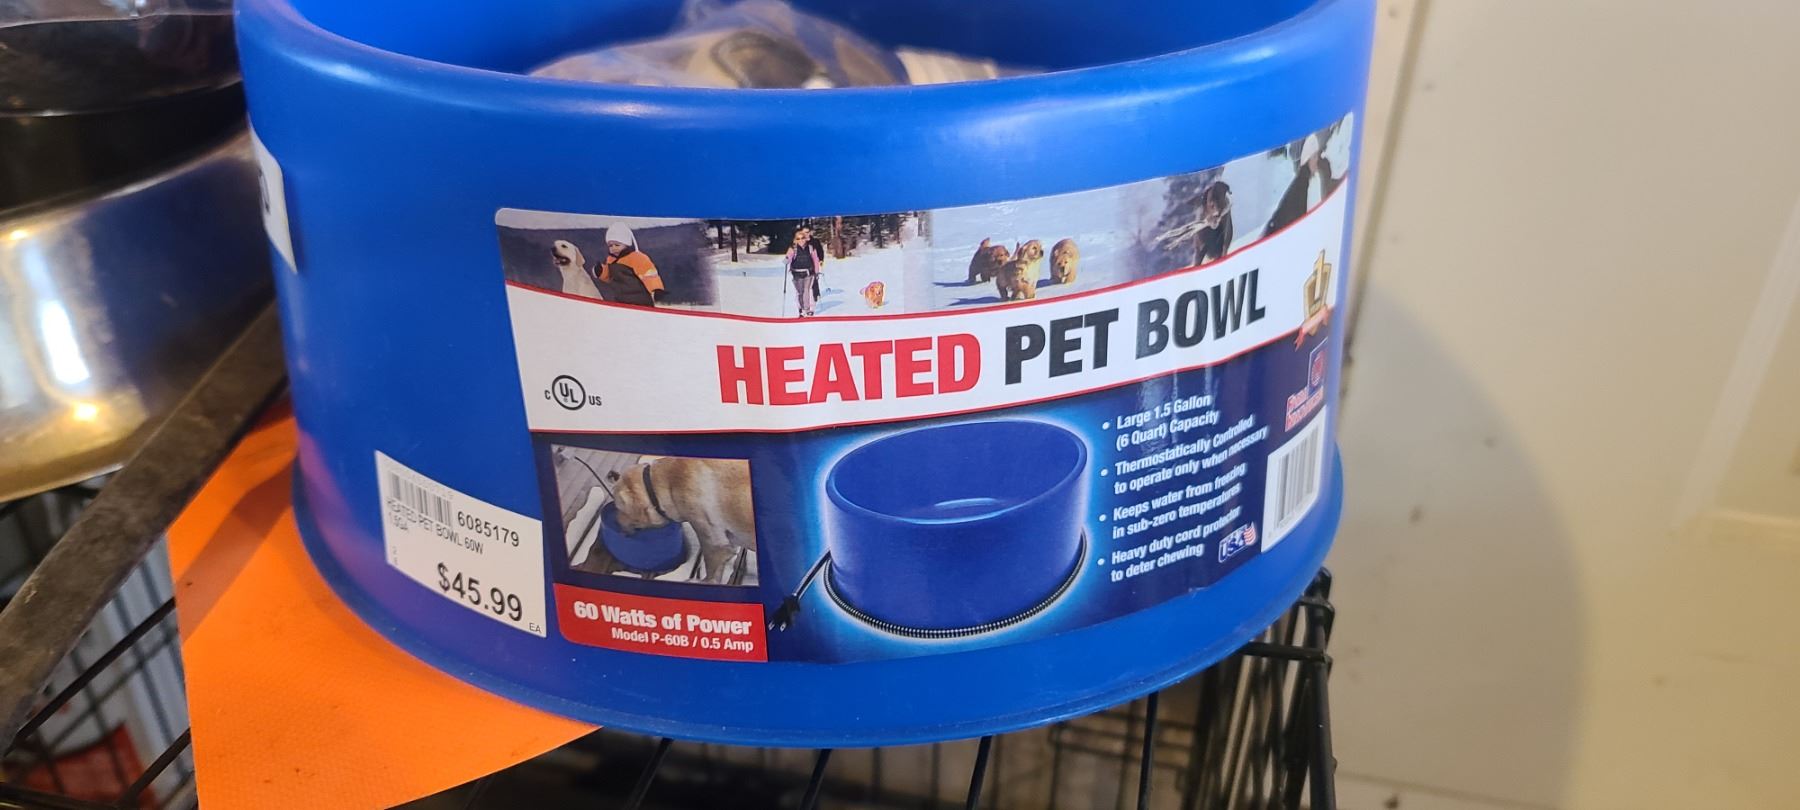 HEATED PET BOWL
C UL US
• Large 1.5 Gallon
(6 Quart) Capacity
• Thermostatically Controlled
to operate only when necessary
• Keeps water from freezing
in sub-zero temperatures
• Heavy duty cord protector
to deter chewing
USA
60 Watts of Power
Model P-60B / 0.5 Amp
6085179
HEATED PET BOWL 60W
$45.99
EA